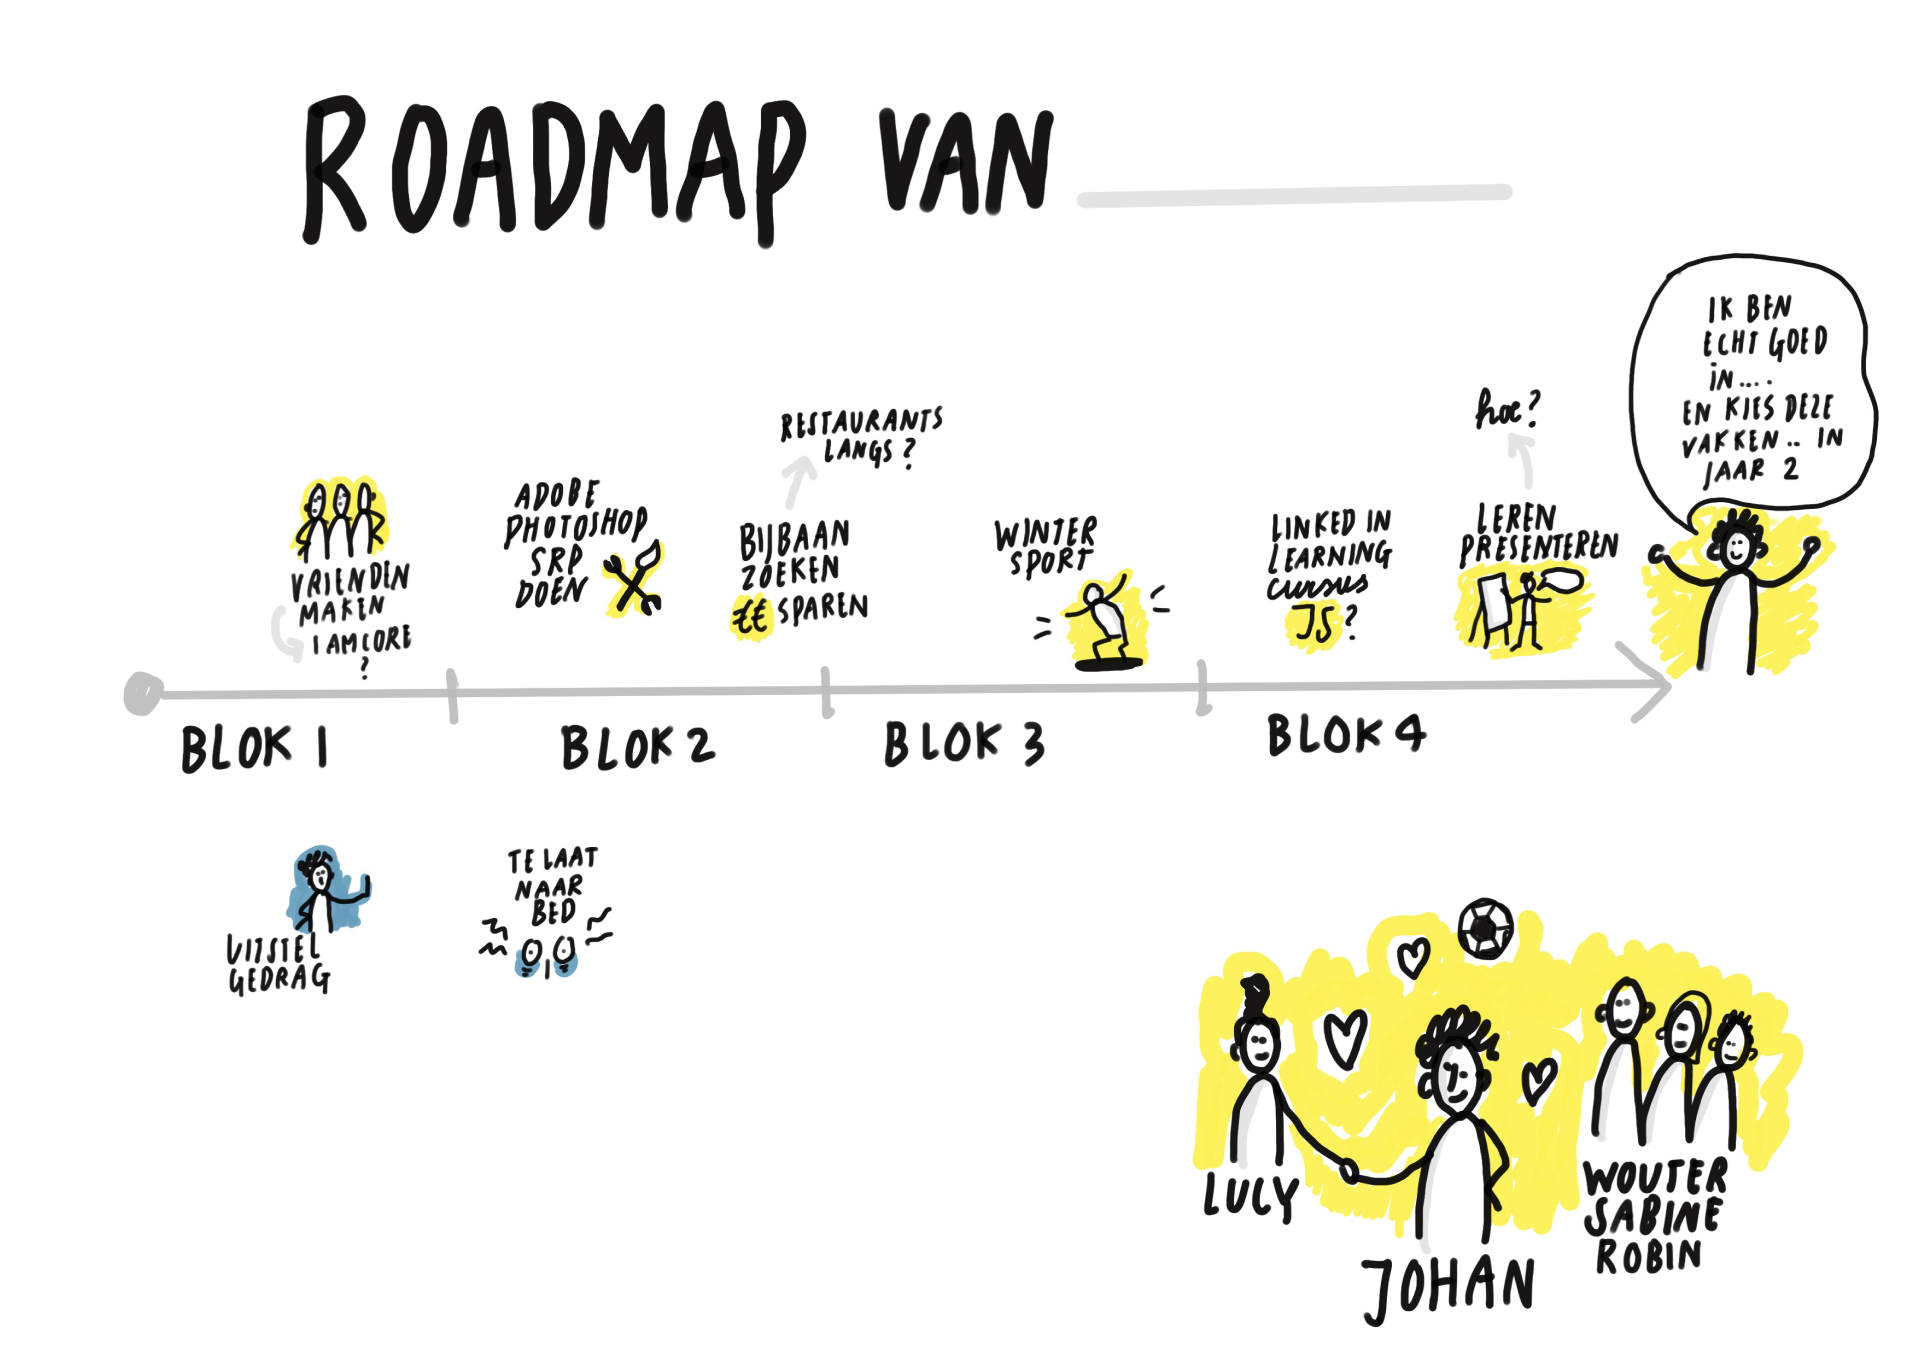 ROADMAP VAN
IK BEN
ECHT GOED
IN....
EN KIES DEZE
VAKKEN.. IN
JAAR 2
VRIENDEN
MAKEN
I AMCORE
?
ADOBE
PHOTOSHOP
SRP
DOEN
RESTAURANTS
LANGS?
BIJBAAN
ZOEKEN
€€ SPAREN
WINTER
SPORT
LINKED IN
LEARNING
cursus
JS?
hoe?
LEREN
PRESENTEREN
BLOK 1
BLOK 2
BLOK 3
BLOK 4
UITSTEL
GEDRAG
TE LAAT
NAAR
BED
LUCY
JOHAN
WOUTER
SABINE
ROBIN